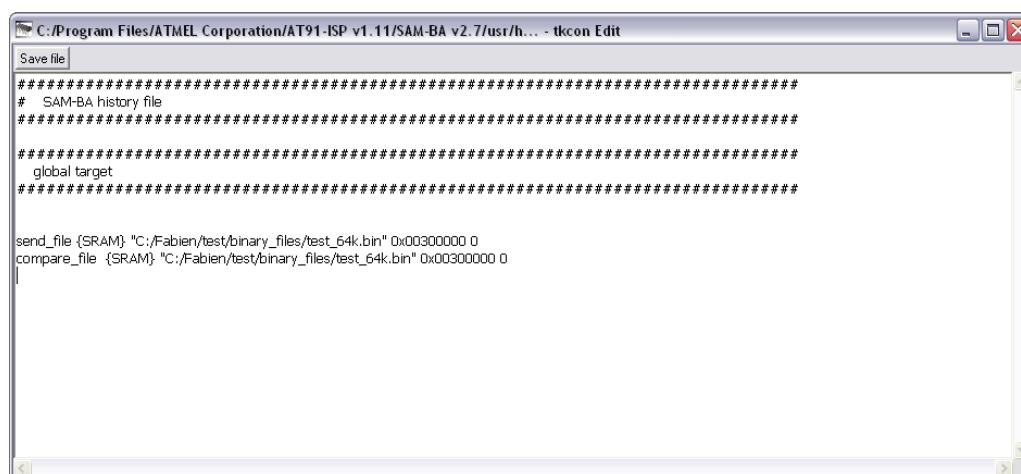 C:/Program Files/ATMEL Corporation/AT91-ISP v1.11/SAM-BA v2.7/usr/h... - tkcon Edit
Save file
################################################################################
# SAM-BA history file
################################################################################
################################################################################
global target
################################################################################
send_file {SRAM} "C:/Fabien/test/binary_files/test_64k.bin" 0x00300000 0
compare_file {SRAM} "C:/Fabien/test/binary_files/test_64k.bin" 0x00300000 0